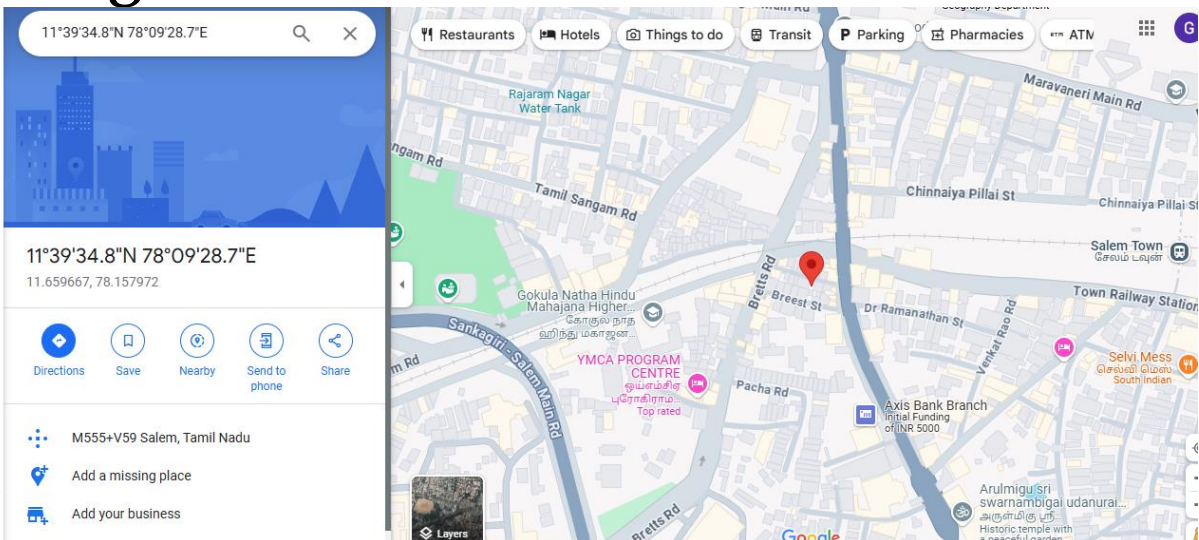 11°39'34.8"N 78°09'28.7"E
11°39'34.8"N 78°09'28.7"E
11.659667, 78.157972
Directions
Save
Nearby
Send to
phone
Share
M555+V59 Salem, Tamil Nadu
Add a missing place
Add your business
Restaurants
Hotels
Things to do
Transit
P Parking
Pharmacies
ATM
G
Maravaneri Main Rd
Rajaram Nagar
Water Tank
ngam Rd
Tamil Sangam Rd
Chinnaiya Pillai St
Chinnaiya Pillai St
Salem Town
சேலம் டவுன்
Bretts Rd
Breest St
Town Railway Station
Dr Ramanathan St
Venkat Rao Rd
Gokula Natha Hindu
Mahajana Higher...
கோகுல நாத
ஹிந்து மகாஜன...
Sankagiri - Salem Main Rd
m Rd
YMCA PROGRAM
CENTRE
ஒய்எம்சிஏ
புரோகிராம்...
Top rated
Pacha Rd
Selvi Mess
செல்வி மெஸ்
South Indian
Axis Bank Branch
Initial Funding
of INR 5000
Arulmigu sri
swarnambigai udanurai...
அருள்மிகு ஸ்ரீ
Historic temple with
a peaceful garden
Bretts Rd
Layers
Google